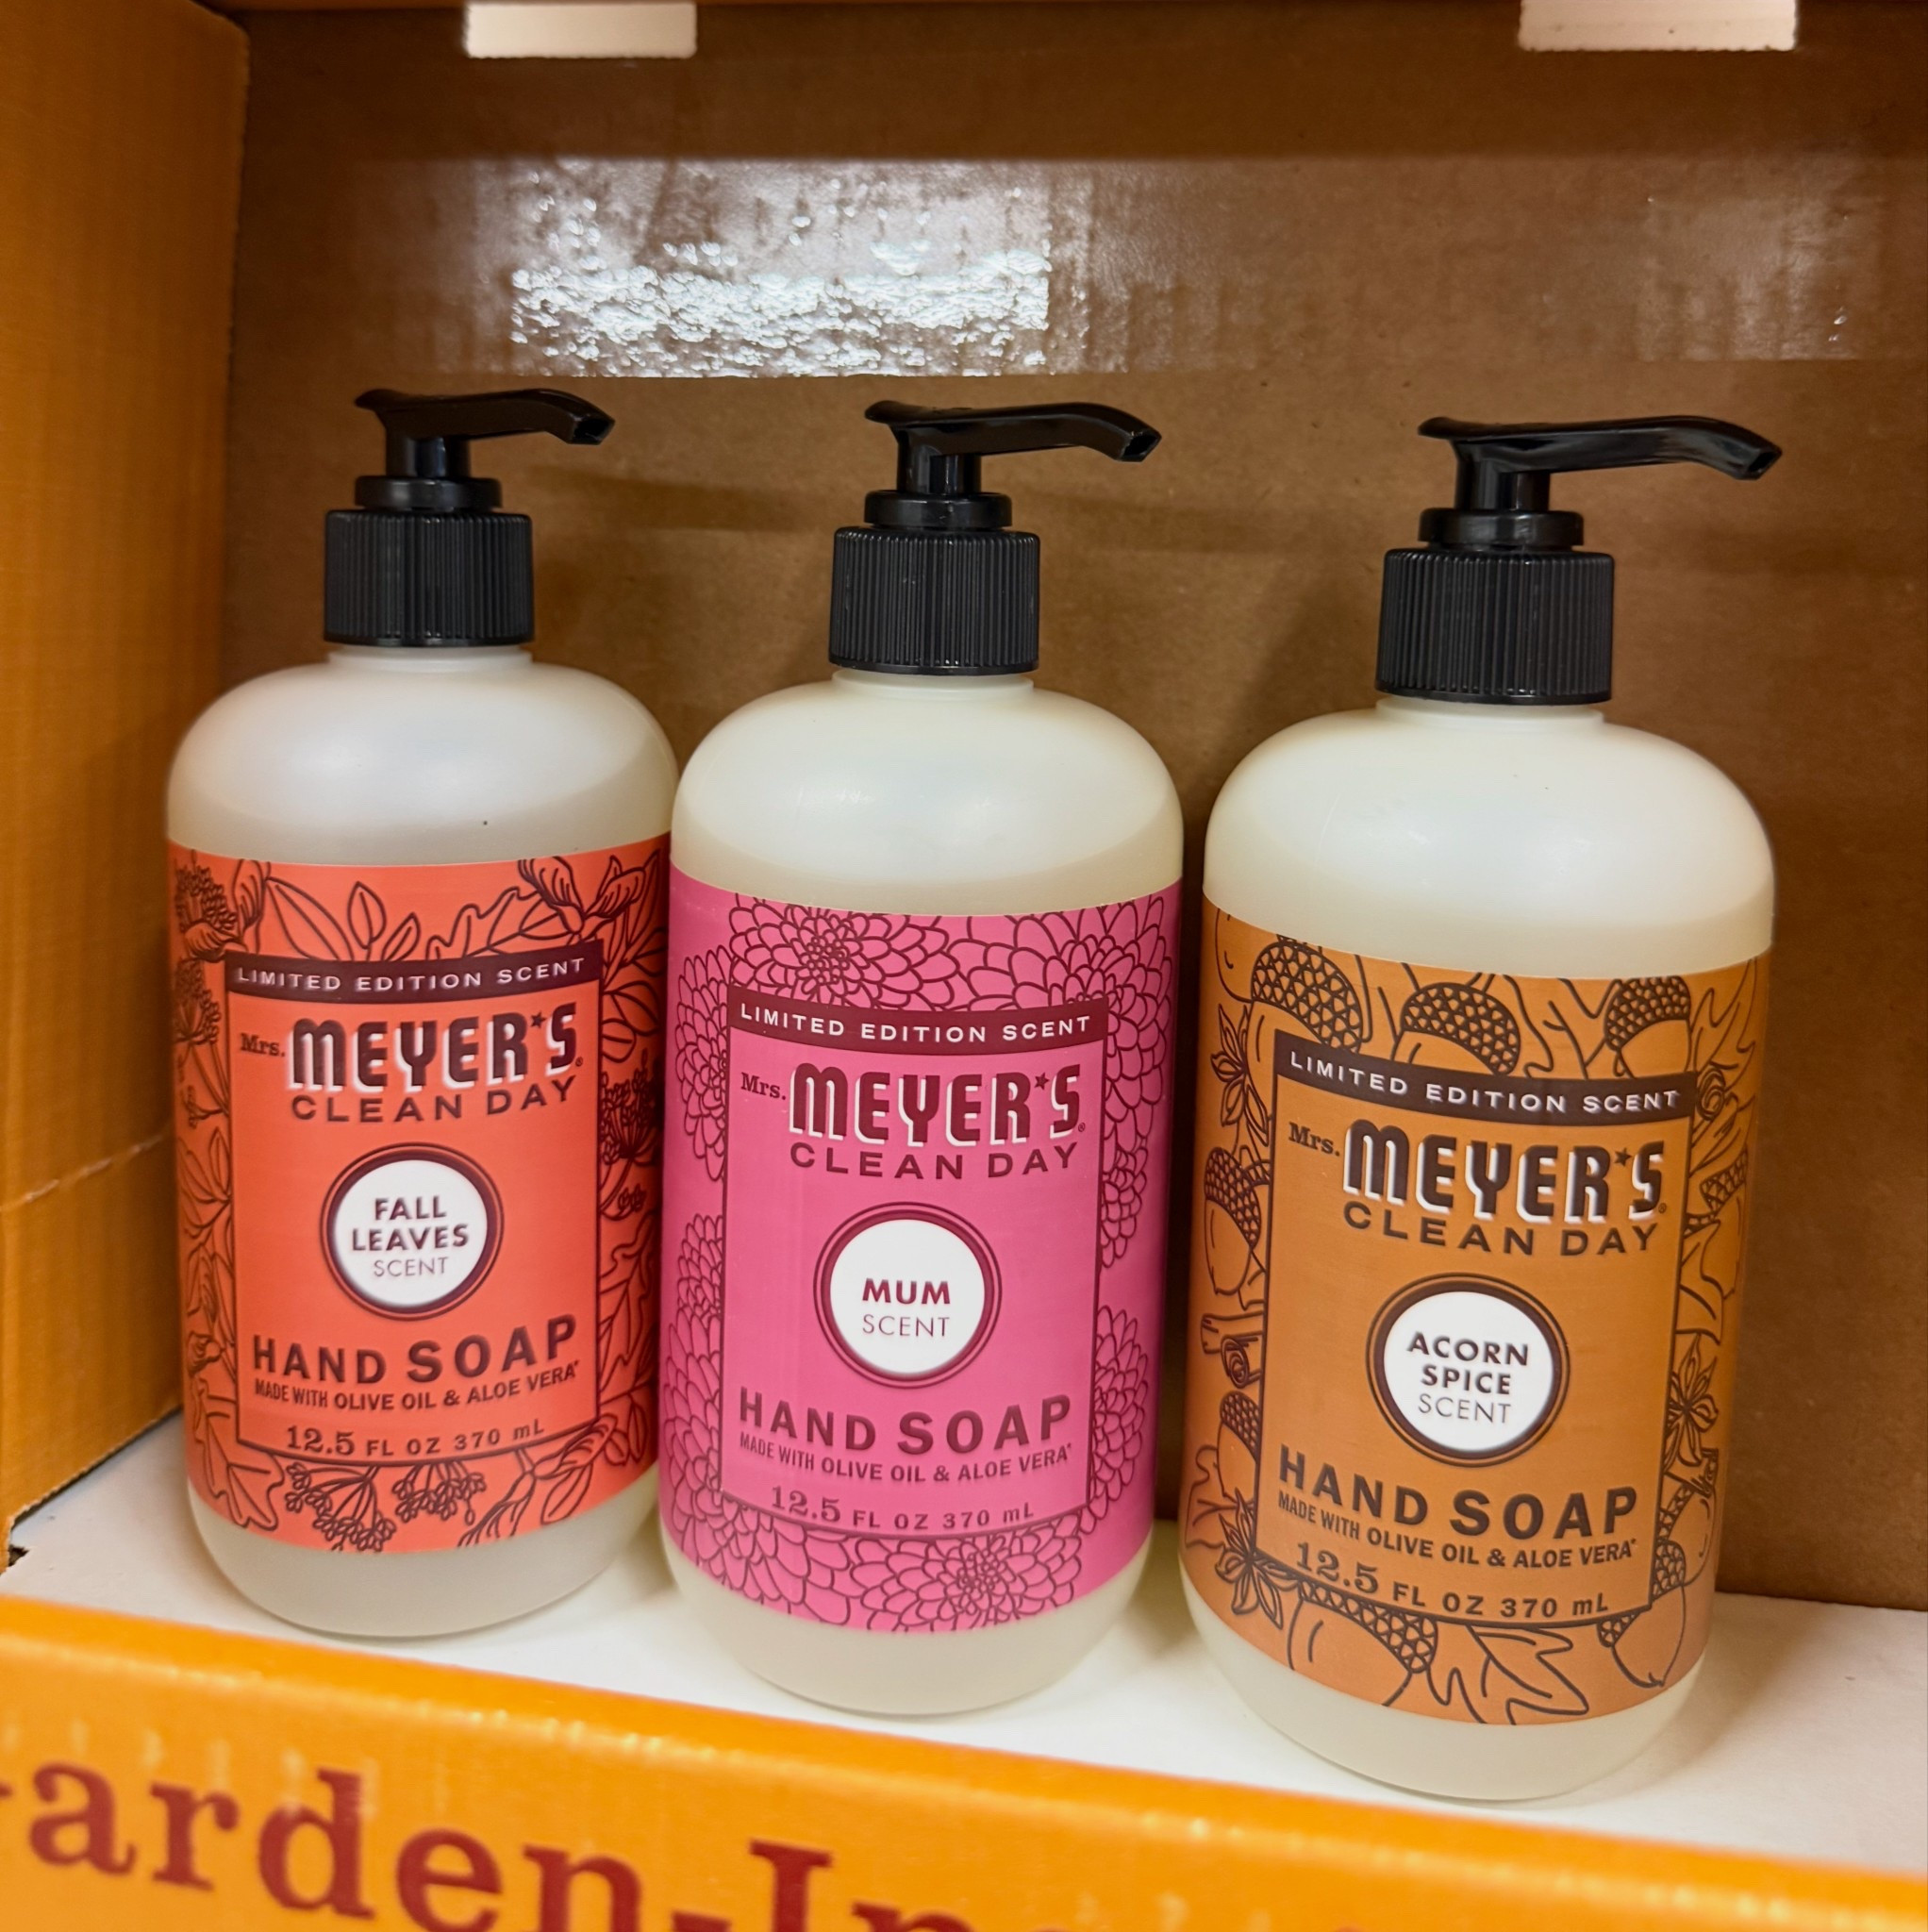 LIMITED EDITION SCENT
Mrs. MEYER'S®
CLEAN DAY
FALL
LEAVES
SCENT
HAND SOAP
MADE WITH OLIVE OIL & ALOE VERA*
12.5 FL OZ 370 mL
LIMITED EDITION SCENT
Mrs. MEYER'S®
CLEAN DAY
MUM
SCENT
HAND SOAP
MADE WITH OLIVE OIL & ALOE VERA*
12.5 FL OZ 370 mL
LIMITED EDITION SCENT
Mrs. MEYER'S®
CLEAN DAY
ACORN
SPICE
SCENT
HAND SOAP
MADE WITH OLIVE OIL & ALOE VERA*
12.5 FL OZ 370 mL
arden-In